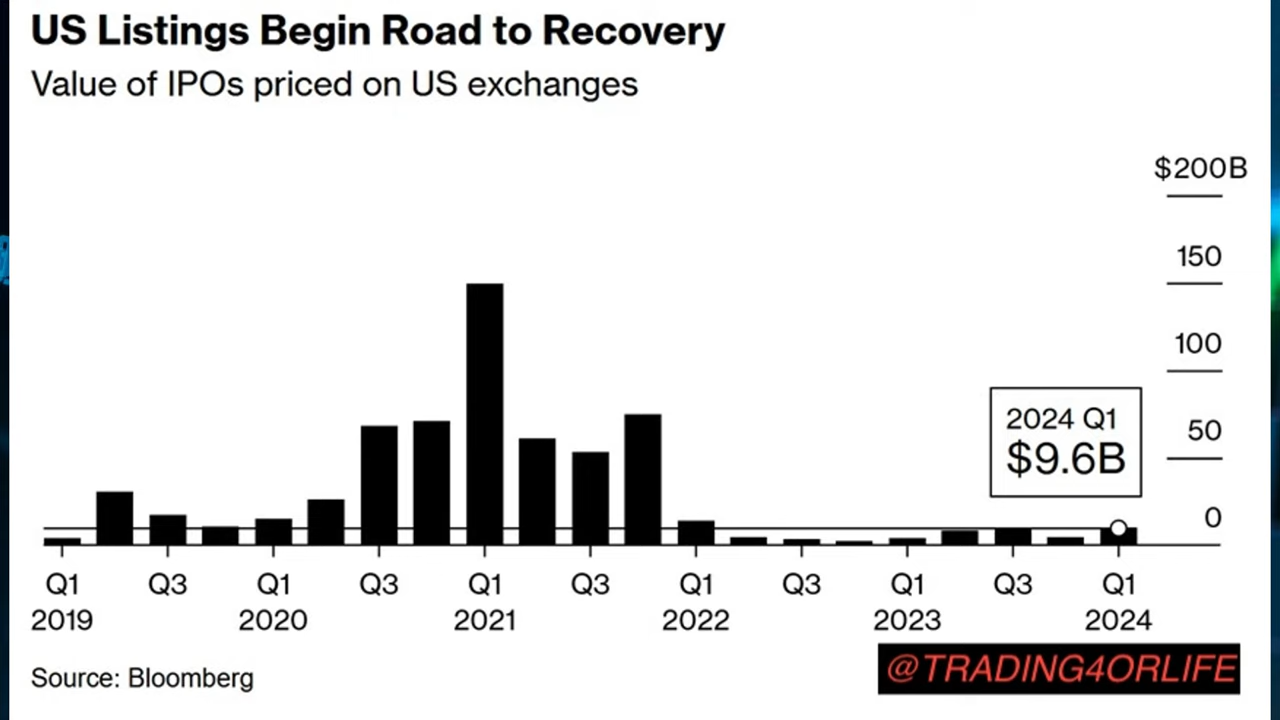 US Listings Begin Road to Recovery
Value of IPOs priced on US exchanges
$200B
150
100
50
0
2024 Q1
$9.6B
Q1 Q3 Q1 Q3 Q1 Q3 Q1 Q3 Q1 Q3 Q1
2019 2020 2021 2022 2023 2024
Source: Bloomberg
@TRADING4ORLIFE